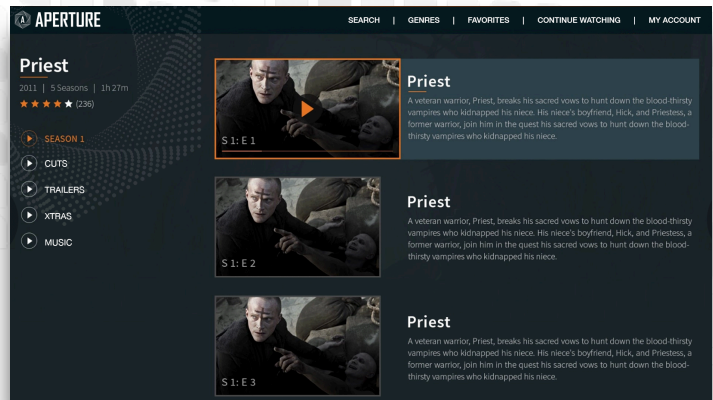 A APERTURE
SEARCH | GENRES | FAVORITES | CONTINUE WATCHING | MY ACCOUNT
Priest
2011 | 5 Seasons | 1h 27m
(236)
SEASON 1
CUTS
TRAILERS
XTRAS
MUSIC
S 1: E 1
Priest
A veteran warrior, Priest, breaks his sacred vows to hunt down the blood-thirsty
vampires who kidnapped his niece. His niece's boyfriend, Hick, and Priestess, a
former warrior, join him in the quest his sacred vows to hunt down the blood-
thirsty vampires who kidnapped his niece.
S 1: E 2
Priest
A veteran warrior, Priest, breaks his sacred vows to hunt down the blood-thirsty
vampires who kidnapped his niece. His niece's boyfriend, Hick, and Priestess, a
former warrior, join him in the quest his sacred vows to hunt down the blood-
thirsty vampires who kidnapped his niece.
S 1: E 3
Priest
A veteran warrior, Priest, breaks his sacred vows to hunt down the blood-thirsty
vampires who kidnapped his niece. His niece's boyfriend, Hick, and Priestess, a
former warrior, join him in the quest his sacred vows to hunt down the blood-
thirsty vampires who kidnapped his niece.